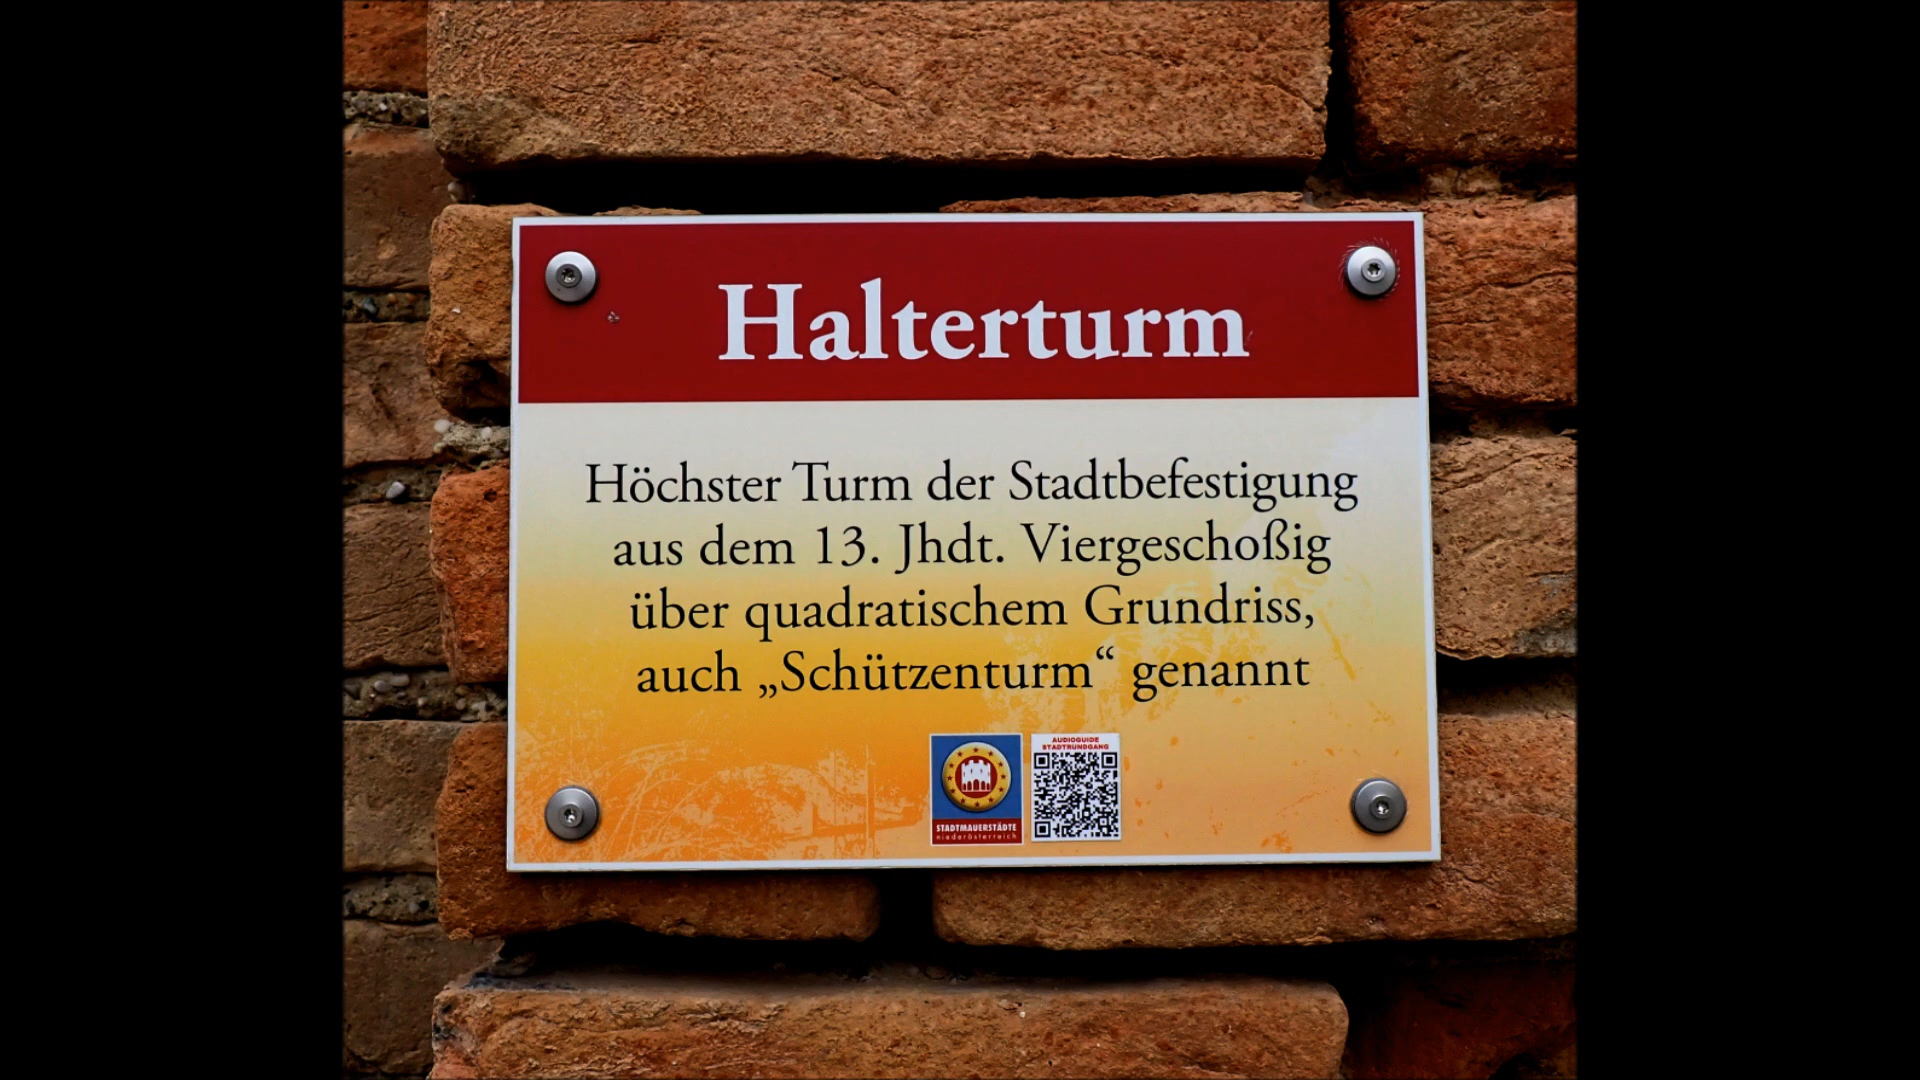 Halterturm
Höchster Turm der Stadtbefestigung
aus dem 13. Jhdt. Viergeschoßig
über quadratischem Grundriss,
auch „Schützenturm“ genannt
AUDIOGUIDE
STADTRUNDGANG
STADTMAUERSTÄDTE
niederösterreich